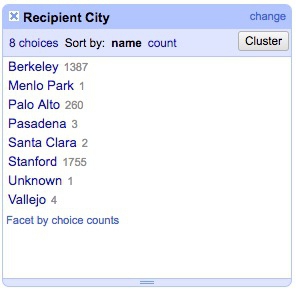 Recipient City change
8 choices Sort by: name count Cluster
Berkeley 1387
Menlo Park 1
Palo Alto 260
Pasadena 3
Santa Clara 2
Stanford 1755
Unknown 1
Vallejo 4
Facet by choice counts